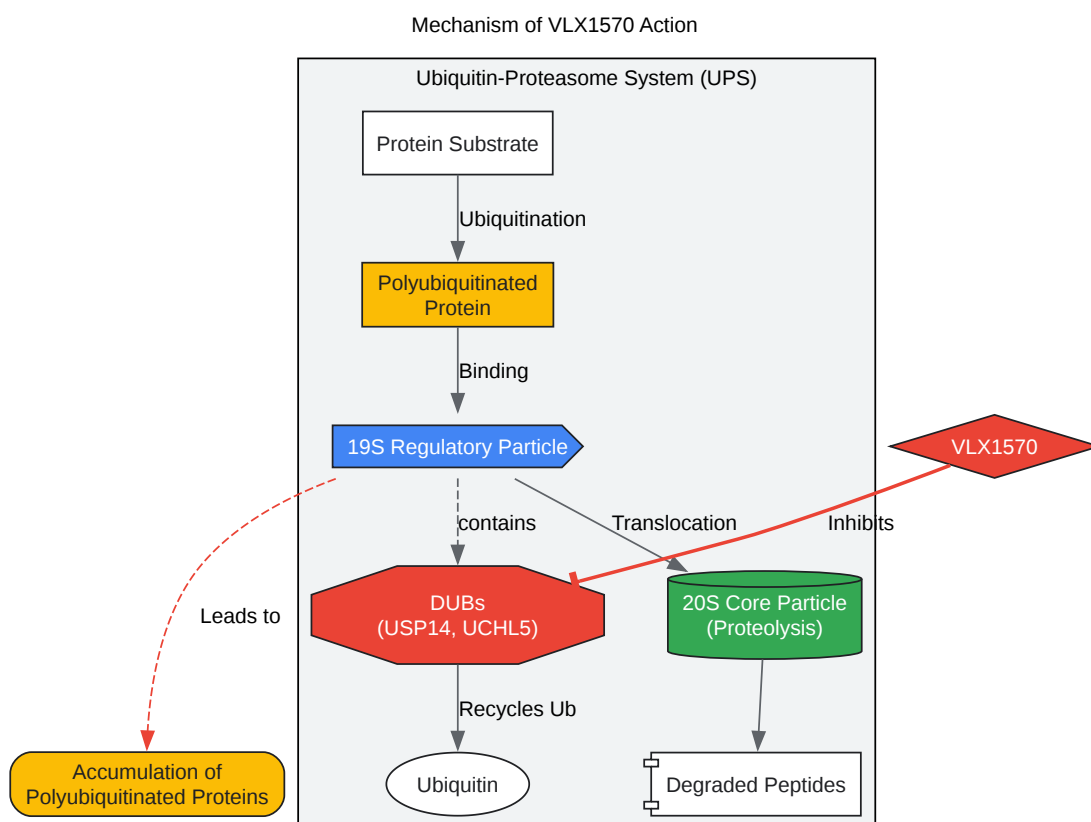 Mechanism of VLX1570 Action
Ubiquitin-Proteasome System (UPS)
Protein Substrate
Ubiquitination
Polyubiquitinated
Protein
Binding
19S Regulatory Particle
VLX1570
contains
Translocation
Inhibits
DUBs
(USP14, UCHL5)
20S Core Particle
(Proteolysis)
Leads to
Recycles Ub
Accumulation of
Polyubiquitinated Proteins
Ubiquitin
Degraded Peptides